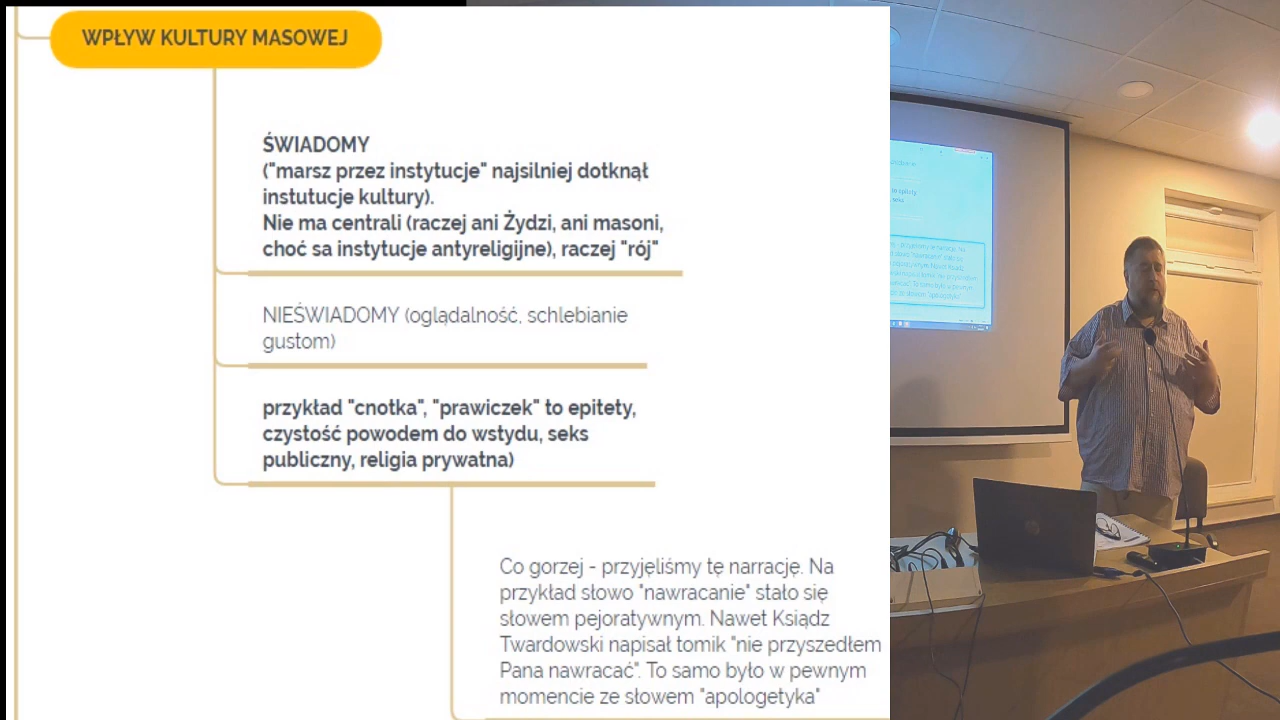 WPŁYW KULTURY MASOWEJ
ŚWIADOMY
("marsz przez instytucje" najsilniej dotknął
instutucje kultury).
Nie ma centrali (raczej ani Żydzi, ani masoni,
choć sa instytucje antyreligijne), raczej "rój"
NIEŚWIADOMY (oglądalność, schlebianie
gustom)
przykład "cnotka", "prawiczek" to epitety,
czystość powodem do wstydu, seks
publiczny, religia prywatna)
Co gorzej - przyjęliśmy tę narrację. Na
przykład słowo "nawracanie" stało się
słowem pejoratywnym. Nawet Ksiądz
Twardowski napisał tomik "nie przyszedłem
Pana nawracać". To samo było w pewnym
momencie ze słowem "apologetyka"